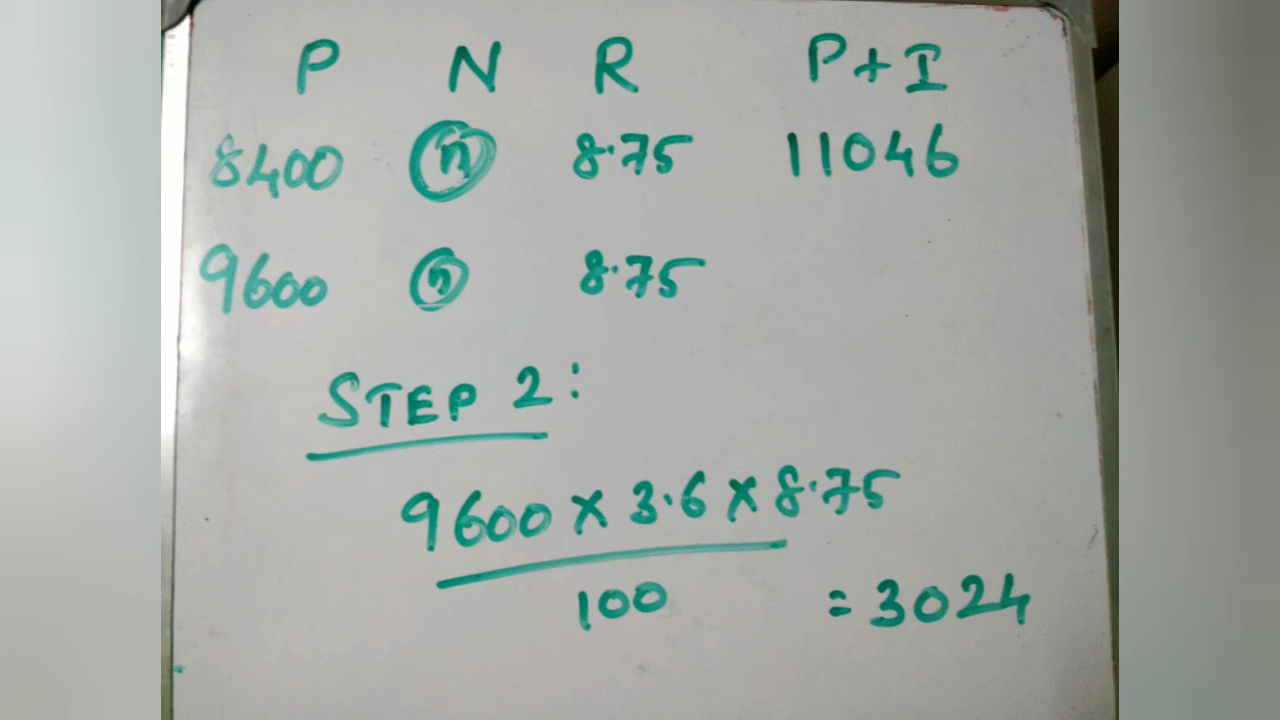 P N R P+I
8400 n 8.75 11046
9600 n 8.75
STEP 2:
9600 × 3.6 × 8.75
100 = 3024